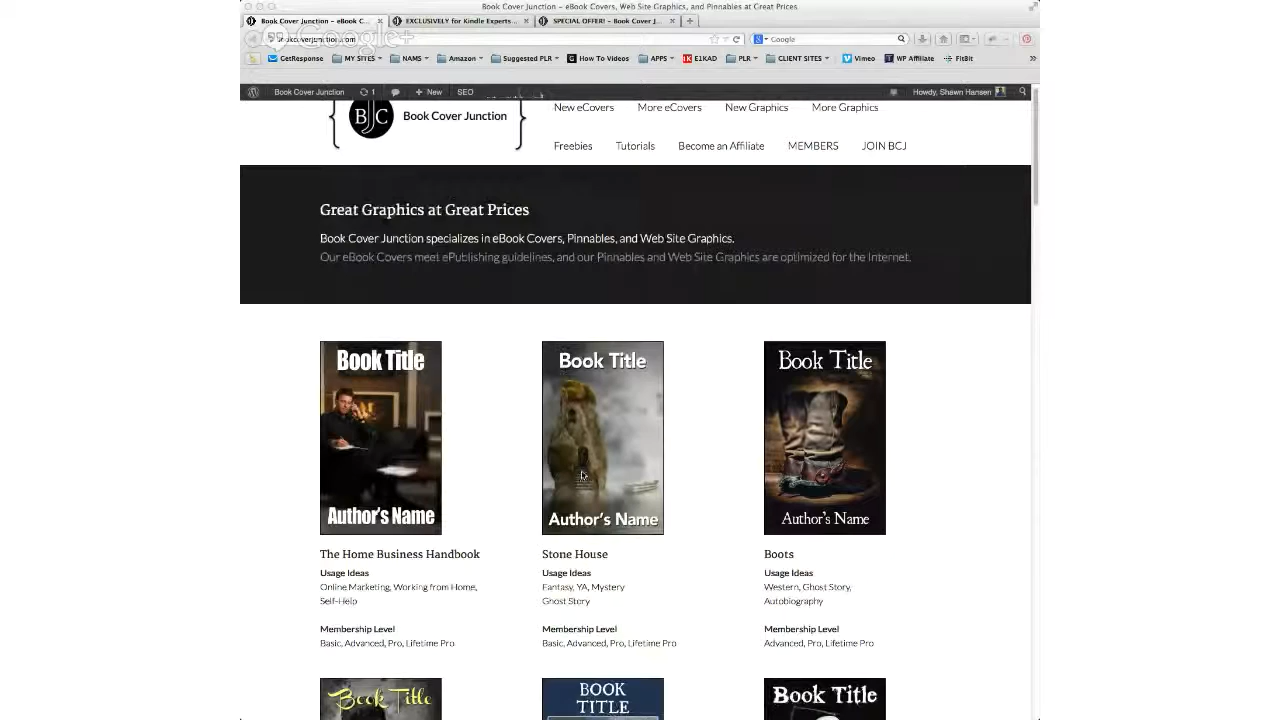 Book Cover Junction – eBook Covers, Web Site Graphics, and Pinnables at Great Prices
Book Cover Junction – eBook C...
EXCLUSIVELY for Kindle Experts...
SPECIAL OFFER! – Book Cover J...
Google+
Google
GetResponse
MY SITES
NAMS
Amazon
Suggested PLR
How To Videos
APPS
E1KAD
PLR
CLIENT SITES
Vimeo
WP Affiliate
FitBit
Book Cover Junction
1
New
SEO
Howdy, Shawn Hansen
BJC
Book Cover Junction
New eCovers
More eCovers
New Graphics
More Graphics
Freebies
Tutorials
Become an Affiliate
MEMBERS
JOIN BCJ
Great Graphics at Great Prices
Book Cover Junction specializes in eBook Covers, Pinnables, and Web Site Graphics.
Our eBook Covers meet ePublishing guidelines, and our Pinnables and Web Site Graphics are optimized for the Internet.
Book Title
Author's Name
The Home Business Handbook
Usage Ideas
Online Marketing, Working from Home,
Self-Help
Membership Level
Basic, Advanced, Pro, Lifetime Pro
Book Title
Author's Name
Stone House
Usage Ideas
Fantasy, YA, Mystery
Ghost Story
Membership Level
Basic, Advanced, Pro, Lifetime Pro
Book Title
Author's Name
Boots
Usage Ideas
Western, Ghost Story,
Autobiography
Membership Level
Advanced, Pro, Lifetime Pro
Book Title
BOOK
TITLE
Book Title